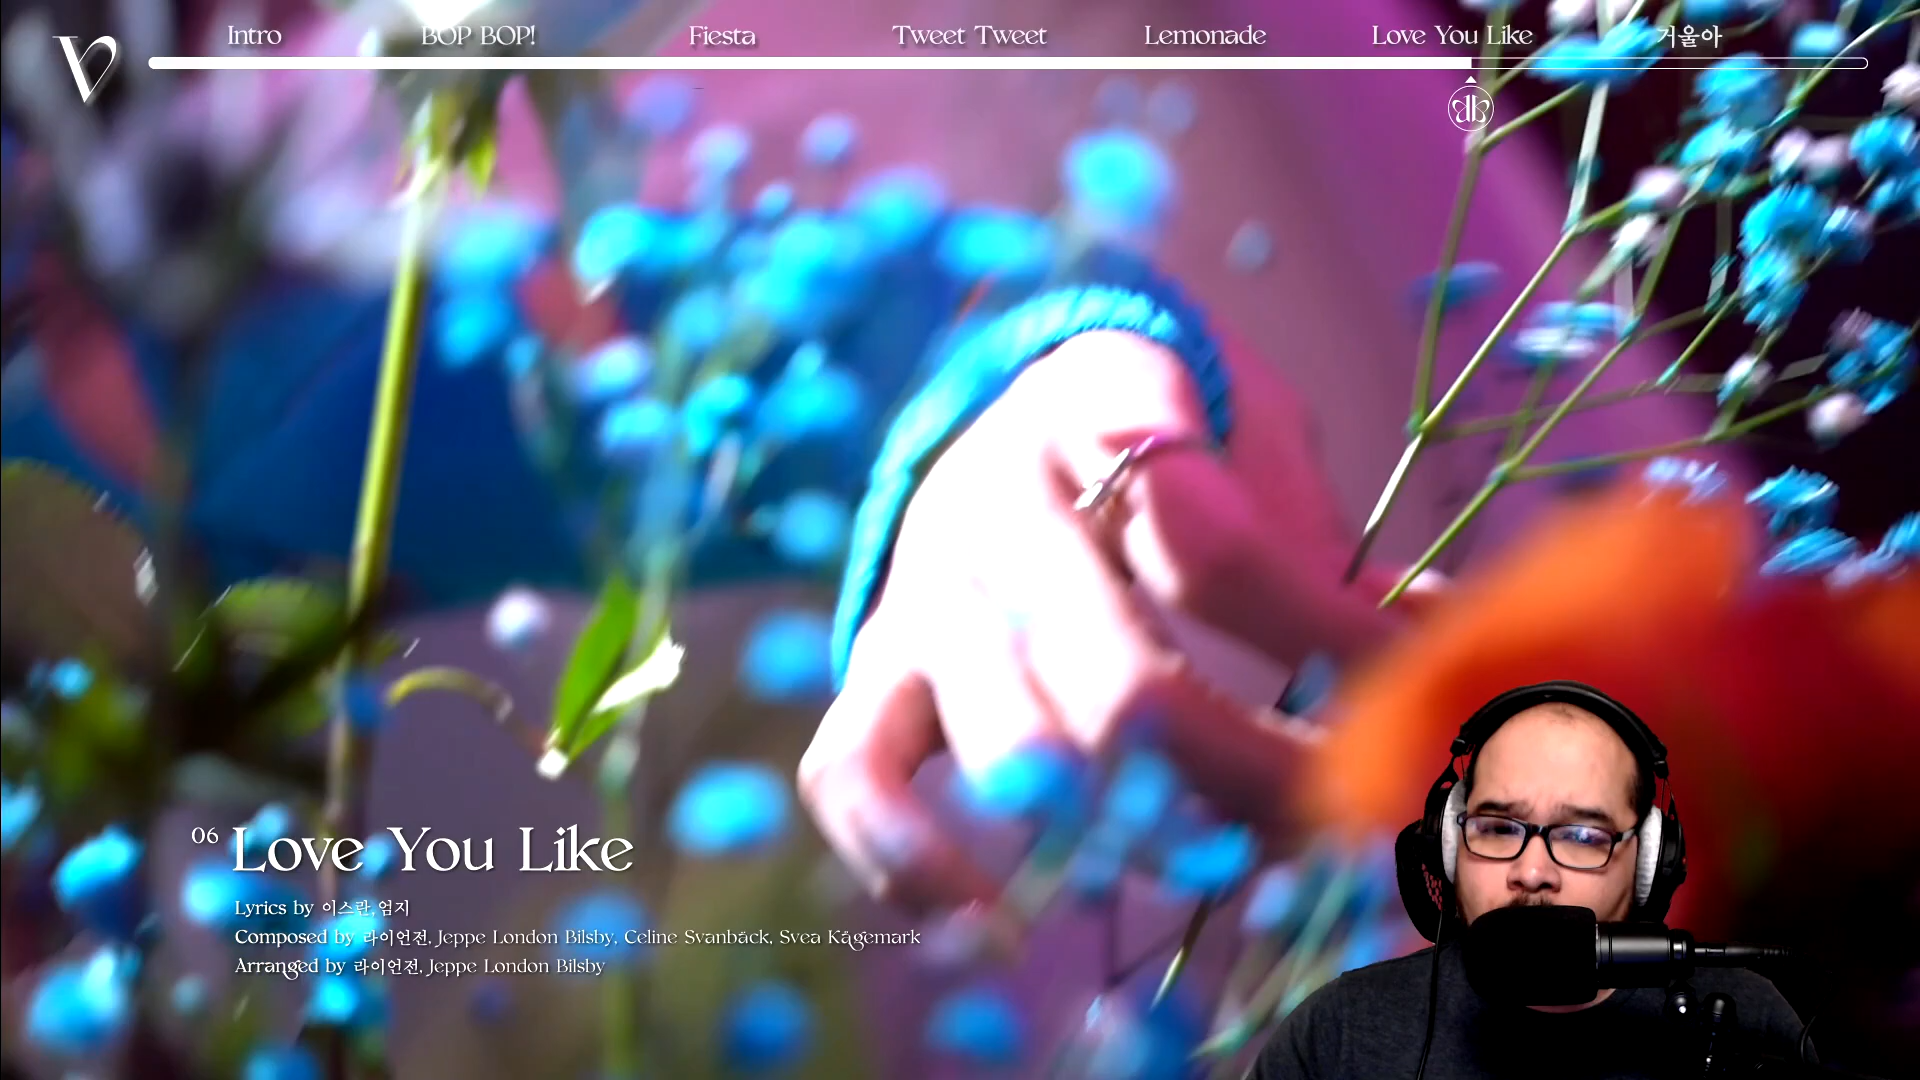 Intro BOP BOP! Fiesta Tweet Tweet Lemonade Love You Like 거울아
06 Love You Like
Lyrics by 이스란, 엄지
Composed by 라이언전, Jeppe London Bilsby, Celine Svanbäck, Svea Kågemark
Arranged by 라이언전, Jeppe London Bilsby